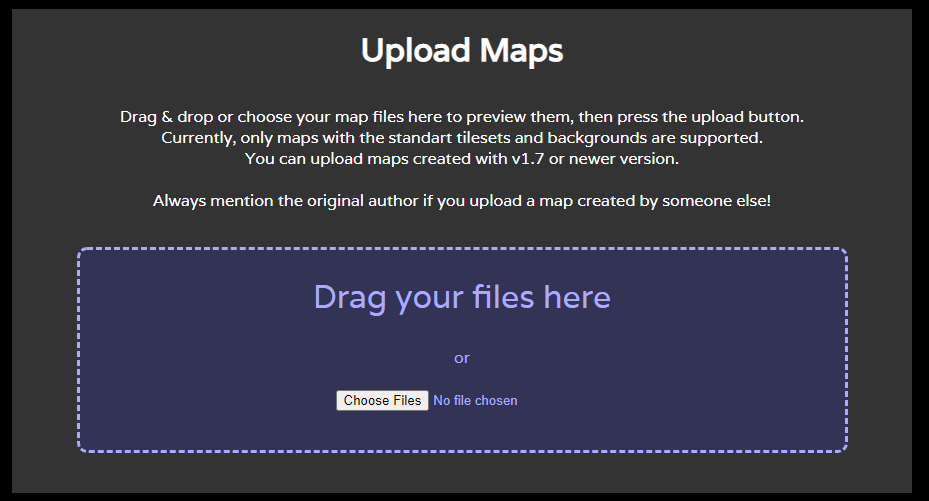 Upload Maps
Drag & drop or choose your map files here to preview them, then press the upload button.
Currently, only maps with the standart tilesets and backgrounds are supported.
You can upload maps created with v1.7 or newer version.
Always mention the original author if you upload a map created by someone else!
Drag your files here
or
Choose Files No file chosen